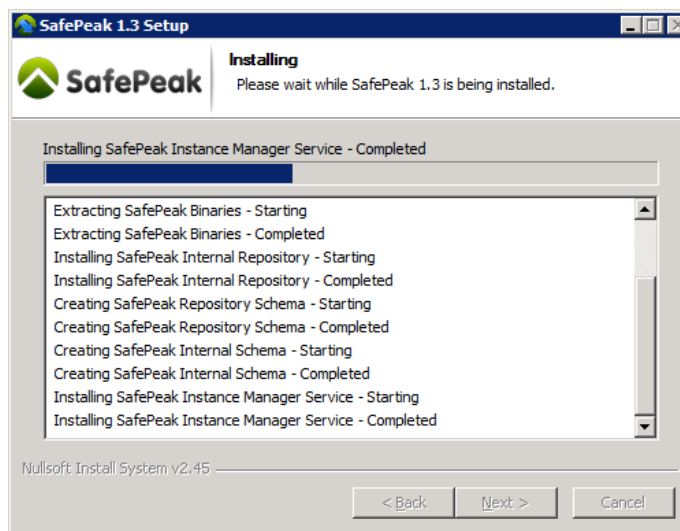 SafePeak 1.3 Setup
SafePeak
Installing
Please wait while SafePeak 1.3 is being installed.
Installing SafePeak Instance Manager Service - Completed
Extracting SafePeak Binaries - Starting
Extracting SafePeak Binaries - Completed
Installing SafePeak Internal Repository - Starting
Installing SafePeak Internal Repository - Completed
Creating SafePeak Repository Schema - Starting
Creating SafePeak Repository Schema - Completed
Creating SafePeak Internal Schema - Starting
Creating SafePeak Internal Schema - Completed
Installing SafePeak Instance Manager Service - Starting
Installing SafePeak Instance Manager Service - Completed
Nullsoft Install System v2.45
< Back Next > Cancel